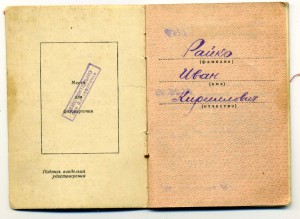 Место
для
фотокарточки
Подпись владельца
удостоверения
Райко
(фамилия)
Иван
(имя)
Кириллович
(отчество)